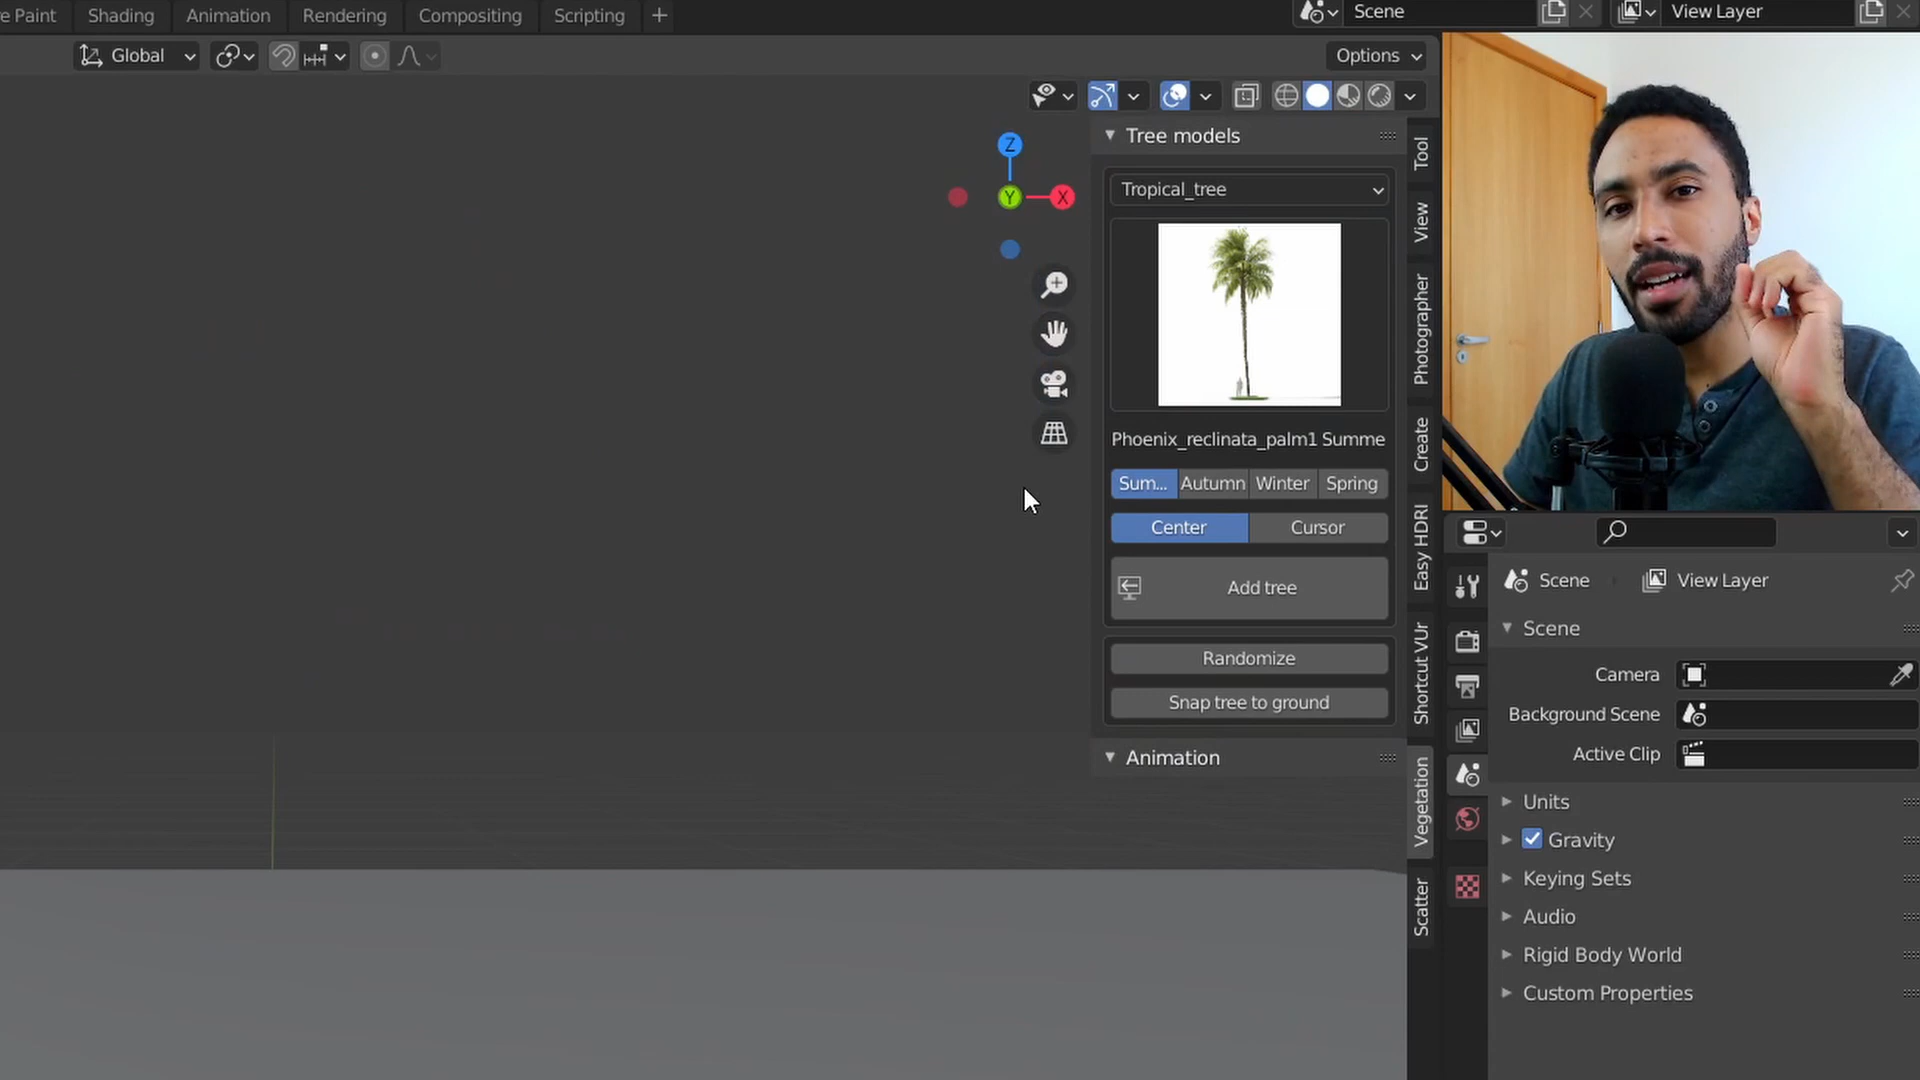 e Paint Shading Animation Rendering Compositing Scripting +
Scene View Layer
Global Options
Tree models
Tropical_tree
Z
Y X
Phoenix_reclinata_palm1 Summe
Sum... Autumn Winter Spring
Center Cursor
Add tree
Randomize
Snap tree to ground
Animation
Tool
View
Photographer
Create
Easy HDRI
Shortcut VUr
Vegetation
Scatter
Scene View Layer
Scene
Camera
Background Scene
Active Clip
Units
Gravity
Keying Sets
Audio
Rigid Body World
Custom Properties